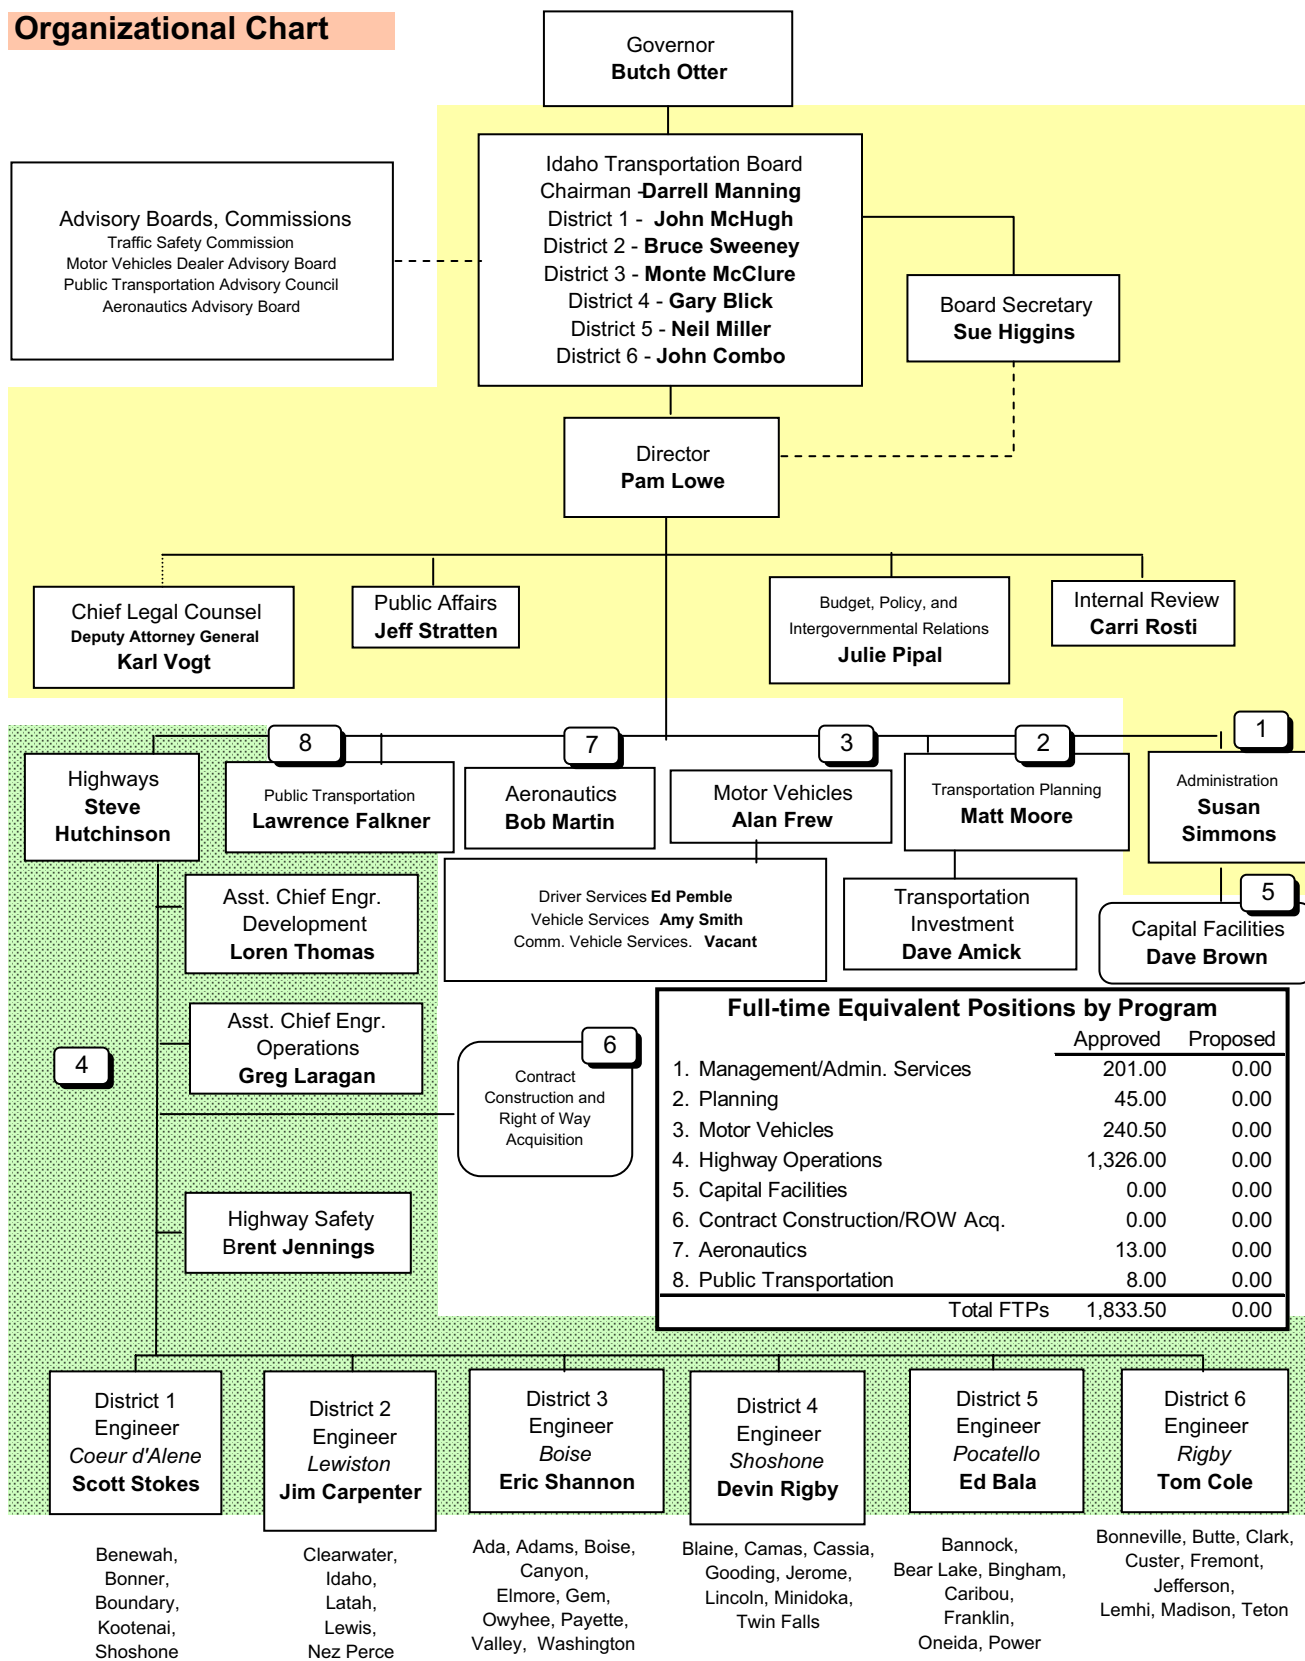 Organizational Chart
Governor
Butch Otter
Idaho Transportation Board
Chairman -Darrell Manning
District 1 - John McHugh
District 2 - Bruce Sweeney
District 3 - Monte McClure
District 4 - Gary Blick
District 5 - Neil Miller
District 6 - John Combo
Advisory Boards, Commissions
Traffic Safety Commission
Motor Vehicles Dealer Advisory Board
Public Transportation Advisory Council
Aeronautics Advisory Board
Board Secretary
Sue Higgins
Director
Pam Lowe
Chief Legal Counsel
Deputy Attorney General
Karl Vogt
Public Affairs
Jeff Stratten
Budget, Policy, and
Intergovernmental Relations
Julie Pipal
Internal Review
Carri Rosti
Highways
Steve
Hutchinson
8
Public Transportation
Lawrence Falkner
7
Aeronautics
Bob Martin
3
Motor Vehicles
Alan Frew
2
Transportation Planning
Matt Moore
1
Administration
Susan
Simmons
Asst. Chief Engr.
Development
Loren Thomas
Driver Services Ed Pemble
Vehicle Services Amy Smith
Comm. Vehicle Services. Vacant
Transportation
Investment
Dave Amick
5
Capital Facilities
Dave Brown
4
Asst. Chief Engr.
Operations
Greg Laragan
6
Contract
Construction and
Right of Way
Acquisition
Highway Safety
Brent Jennings
Full-time Equivalent Positions by Program
Approved Proposed
1. Management/Admin. Services 201.00 0.00
2. Planning 45.00 0.00
3. Motor Vehicles 240.50 0.00
4. Highway Operations 1,326.00 0.00
5. Capital Facilities 0.00 0.00
6. Contract Construction/ROW Acq. 0.00 0.00
7. Aeronautics 13.00 0.00
8. Public Transportation 8.00 0.00
Total FTPs 1,833.50 0.00
District 1
Engineer
Coeur d'Alene
Scott Stokes
District 2
Engineer
Lewiston
Jim Carpenter
District 3
Engineer
Boise
Eric Shannon
District 4
Engineer
Shoshone
Devin Rigby
District 5
Engineer
Pocatello
Ed Bala
District 6
Engineer
Rigby
Tom Cole
Benewah,
Bonner,
Boundary,
Kootenai,
Shoshone
Clearwater,
Idaho,
Latah,
Lewis,
Nez Perce
Ada, Adams, Boise,
Canyon,
Elmore, Gem,
Owyhee, Payette,
Valley, Washington
Blaine, Camas, Cassia,
Gooding, Jerome,
Lincoln, Minidoka,
Twin Falls
Bannock,
Bear Lake, Bingham,
Caribou,
Franklin,
Oneida, Power
Bonneville, Butte, Clark,
Custer, Fremont,
Jefferson,
Lemhi, Madison, Teton